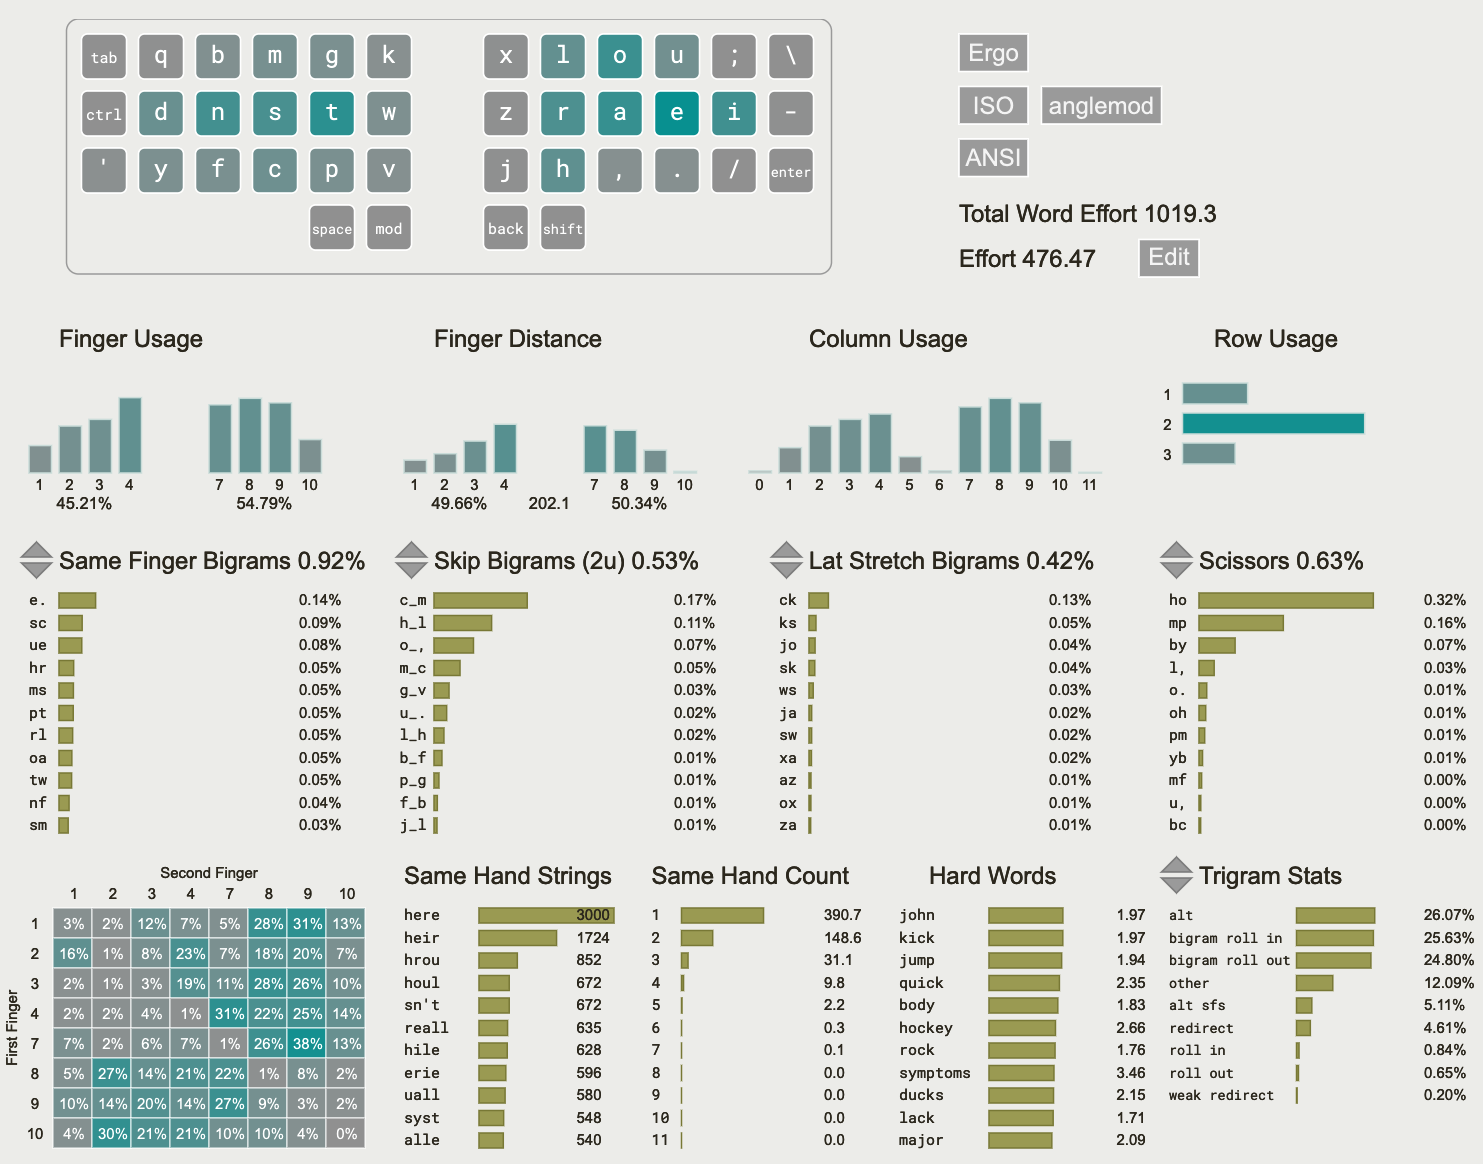 tab q b m g k x l o u ; \
ctrl d n s t w z r a e i -
' y f c p v j h , . / enter
space mod back shift
Ergo
ISO anglemod
ANSI
Total Word Effort 1019.3
Effort 476.47 Edit
Finger Usage
1 2 3 4 7 8 9 10
45.21% 54.79%
Finger Distance
1 2 3 4 7 8 9 10
49.66% 202.1 50.34%
Column Usage
0 1 2 3 4 5 6 7 8 9 10 11
Row Usage
1
2
3
Same Finger Bigrams 0.92%
e. 0.14%
sc 0.09%
ue 0.08%
hr 0.05%
ms 0.05%
pt 0.05%
rl 0.05%
oa 0.05%
tw 0.05%
nf 0.04%
sm 0.03%
Skip Bigrams (2u) 0.53%
c_m 0.17%
h_l 0.11%
o_, 0.07%
m_c 0.05%
g_v 0.03%
u_. 0.02%
l_h 0.02%
b_f 0.01%
p_g 0.01%
f_b 0.01%
j_l 0.01%
Lat Stretch Bigrams 0.42%
ck 0.13%
ks 0.05%
jo 0.04%
sk 0.04%
ws 0.03%
ja 0.02%
sw 0.02%
xa 0.02%
az 0.01%
ox 0.01%
za 0.01%
Scissors 0.63%
ho 0.32%
mp 0.16%
by 0.07%
l, 0.03%
o. 0.01%
oh 0.01%
pm 0.01%
yb 0.01%
mf 0.00%
u, 0.00%
bc 0.00%
Second Finger
1 2 3 4 7 8 9 10
First Finger
1 3% 2% 12% 7% 5% 28% 31% 13%
2 16% 1% 8% 23% 7% 18% 20% 7%
3 2% 1% 3% 19% 11% 28% 26% 10%
4 2% 2% 4% 1% 31% 22% 25% 14%
7 7% 2% 6% 7% 1% 26% 38% 13%
8 5% 27% 14% 21% 22% 1% 8% 2%
9 10% 14% 20% 14% 27% 9% 3% 2%
10 4% 30% 21% 21% 10% 10% 4% 0%
Same Hand Strings
here 3000
heir 1724
hrou 852
houl 672
sn't 672
reall 635
hile 628
erie 596
uall 580
syst 548
alle 540
Same Hand Count
1 390.7
2 148.6
3 31.1
4 9.8
5 2.2
6 0.3
7 0.1
8 0.0
9 0.0
10 0.0
11 0.0
Hard Words
john 1.97
kick 1.97
jump 1.94
quick 2.35
body 1.83
hockey 2.66
rock 1.76
symptoms 3.46
ducks 2.15
lack 1.71
major 2.09
Trigram Stats
alt 26.07%
bigram roll in 25.63%
bigram roll out 24.80%
other 12.09%
alt sfs 5.11%
redirect 4.61%
roll in 0.84%
roll out 0.65%
weak redirect 0.20%